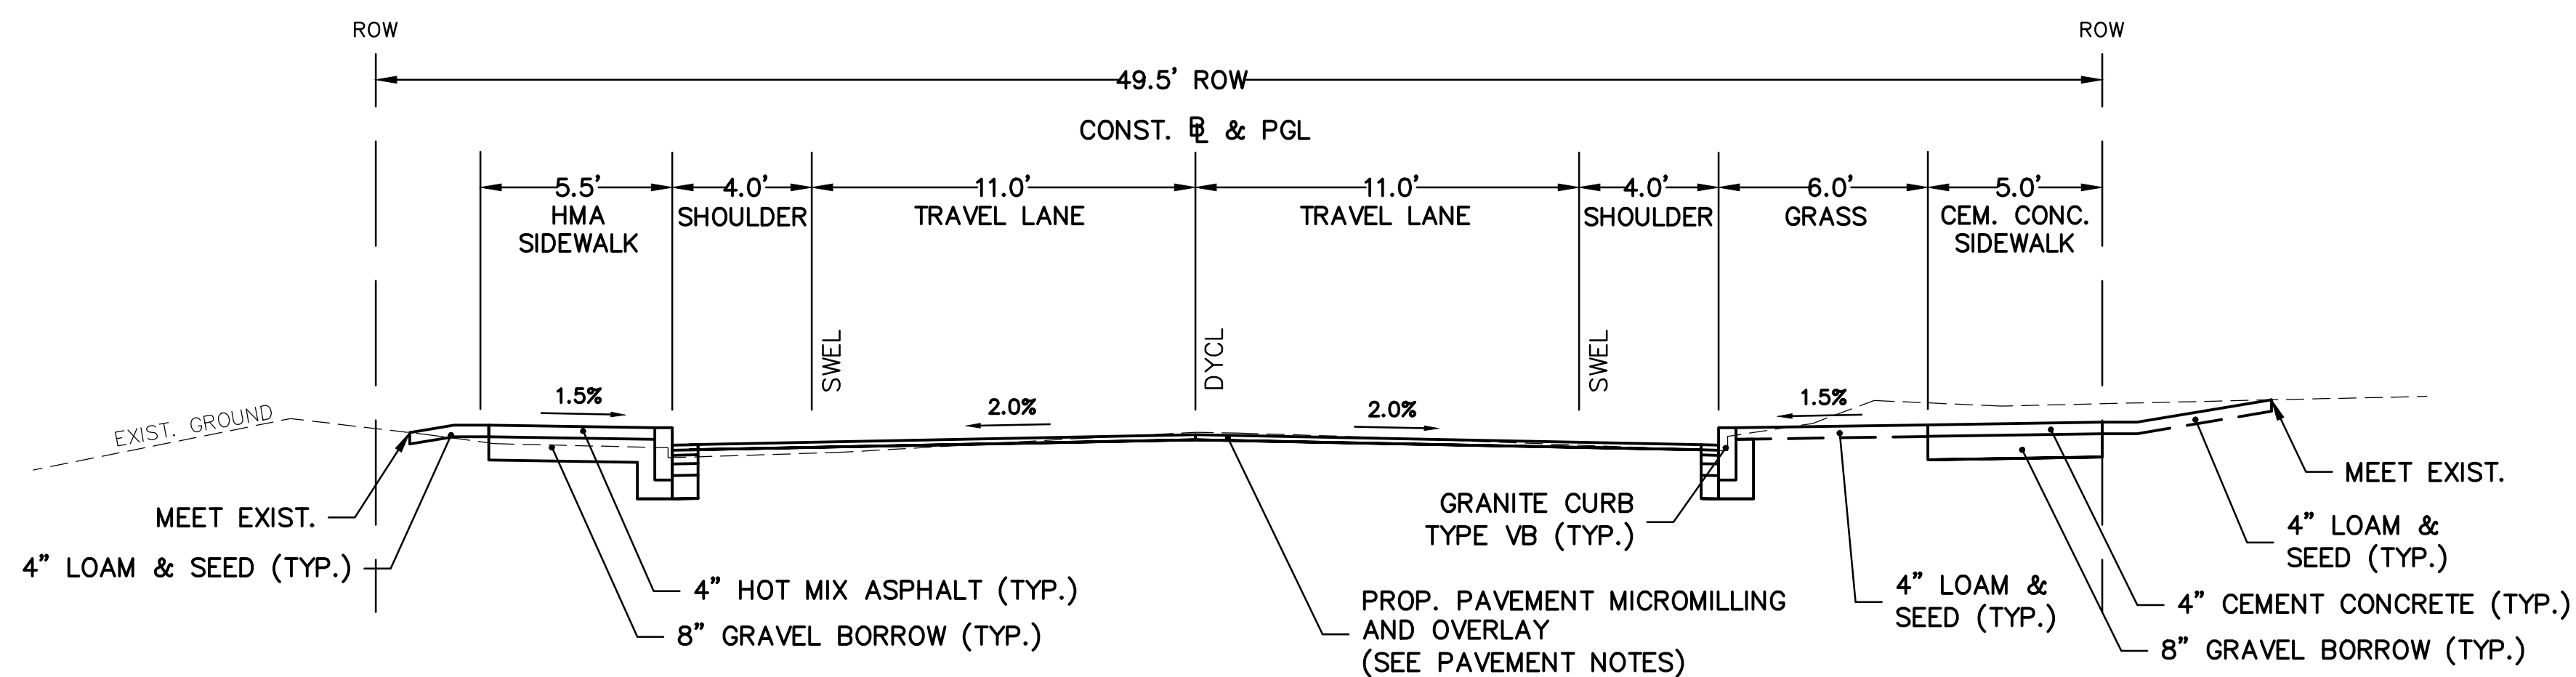 ROW
ROW
49.5' ROW
CONST. BL & PGL
5.5'
HMA
SIDEWALK
4.0'
SHOULDER
11.0'
TRAVEL LANE
11.0'
TRAVEL LANE
4.0'
SHOULDER
6.0'
GRASS
5.0'
CEM. CONC.
SIDEWALK
SWEL
DYCL
SWEL
EXIST. GROUND
1.5%
2.0%
2.0%
1.5%
MEET EXIST.
4" LOAM & SEED (TYP.)
4" HOT MIX ASPHALT (TYP.)
8" GRAVEL BORROW (TYP.)
GRANITE CURB
TYPE VB (TYP.)
PROP. PAVEMENT MICROMILLING
AND OVERLAY
(SEE PAVEMENT NOTES)
4" LOAM &
SEED (TYP.)
MEET EXIST.
4" LOAM &
SEED (TYP.)
4" CEMENT CONCRETE (TYP.)
8" GRAVEL BORROW (TYP.)